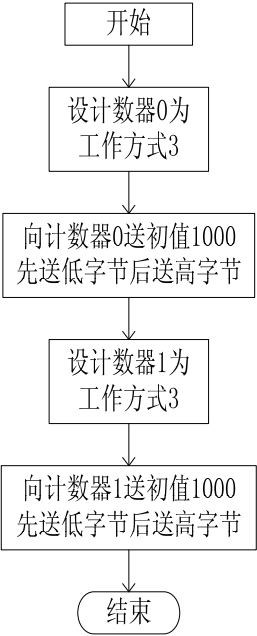 开始
设计数器0为
工作方式3
向计数器0送初值1000
先送低字节后送高字节
设计数器1为
工作方式3
向计数器1送初值1000
先送低字节后送高字节
结束